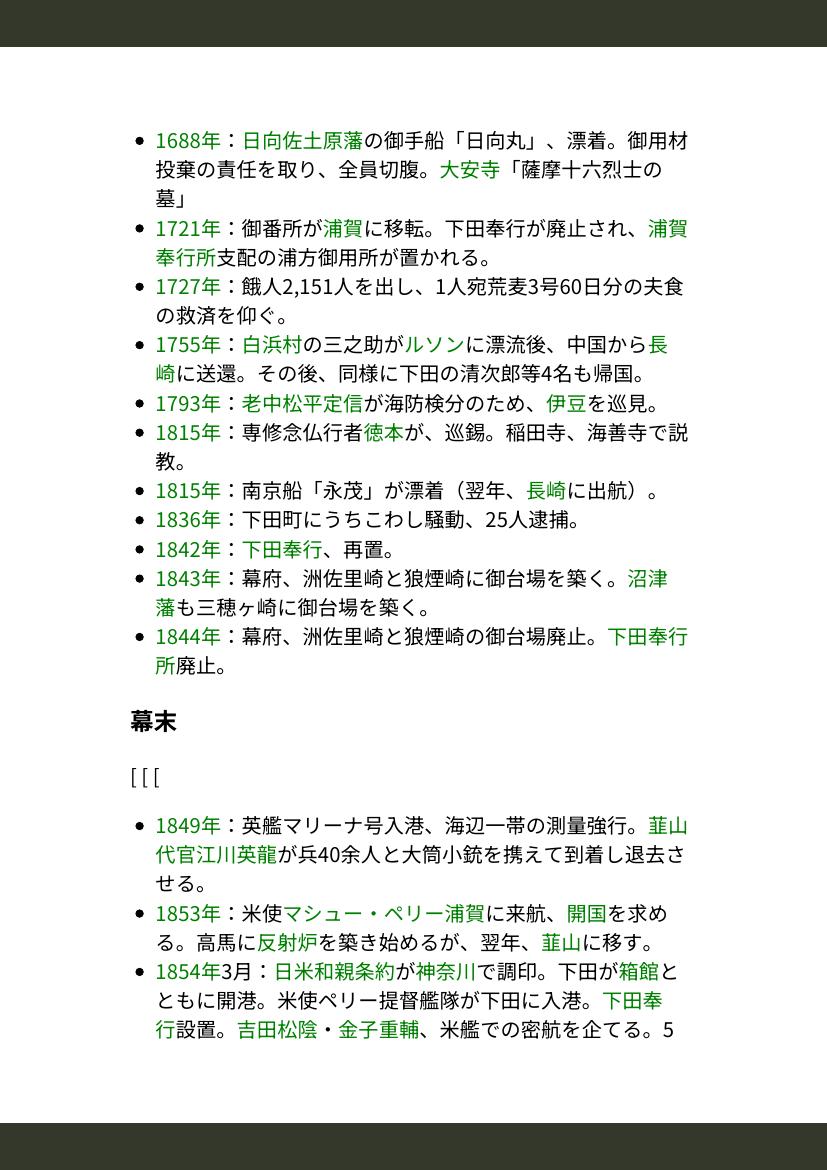 • 1688年：日向佐土原藩の御手船「日向丸」、漂着。御用材
投棄の責任を取り、全員切腹。大安寺「薩摩十六烈士の
墓」
• 1721年：御番所が浦賀に移転。下田奉行が廃止され、浦賀
奉行所支配の浦方御用所が置かれる。
• 1727年：餓人2,151人を出し、1人宛荒麦3号60日分の夫食
の救済を仰ぐ。
• 1755年：白浜村の三之助がルソンに漂流後、中国から長
崎に送還。その後、同様に下田の清次郎等4名も帰国。
• 1793年：老中松平定信が海防検分のため、伊豆を巡見。
• 1815年：専修念仏行者徳本が、巡錫。稲田寺、海善寺で説
教。
• 1815年：南京船「永茂」が漂着（翌年、長崎に出航）。
• 1836年：下田町にうちこわし騒動、25人逮捕。
• 1842年：下田奉行、再置。
• 1843年：幕府、洲佐里崎と狼煙崎に御台場を築く。沼津
藩も三穂ヶ崎に御台場を築く。
• 1844年：幕府、洲佐里崎と狼煙崎の御台場廃止。下田奉行
所廃止。
幕末
[ [ [
• 1849年：英艦マリーナ号入港、海辺一帯の測量強行。韮山
代官江川英龍が兵40余人と大筒小銃を携えて到着し退去さ
せる。
• 1853年：米使マシュー・ペリー浦賀に来航、開国を求め
る。高馬に反射炉を築き始めるが、翌年、韮山に移す。
• 1854年3月：日米和親条約が神奈川で調印。下田が箱館と
ともに開港。米使ペリー提督艦隊が下田に入港。下田奉
行設置。吉田松陰・金子重輔、米艦での密航を企てる。5